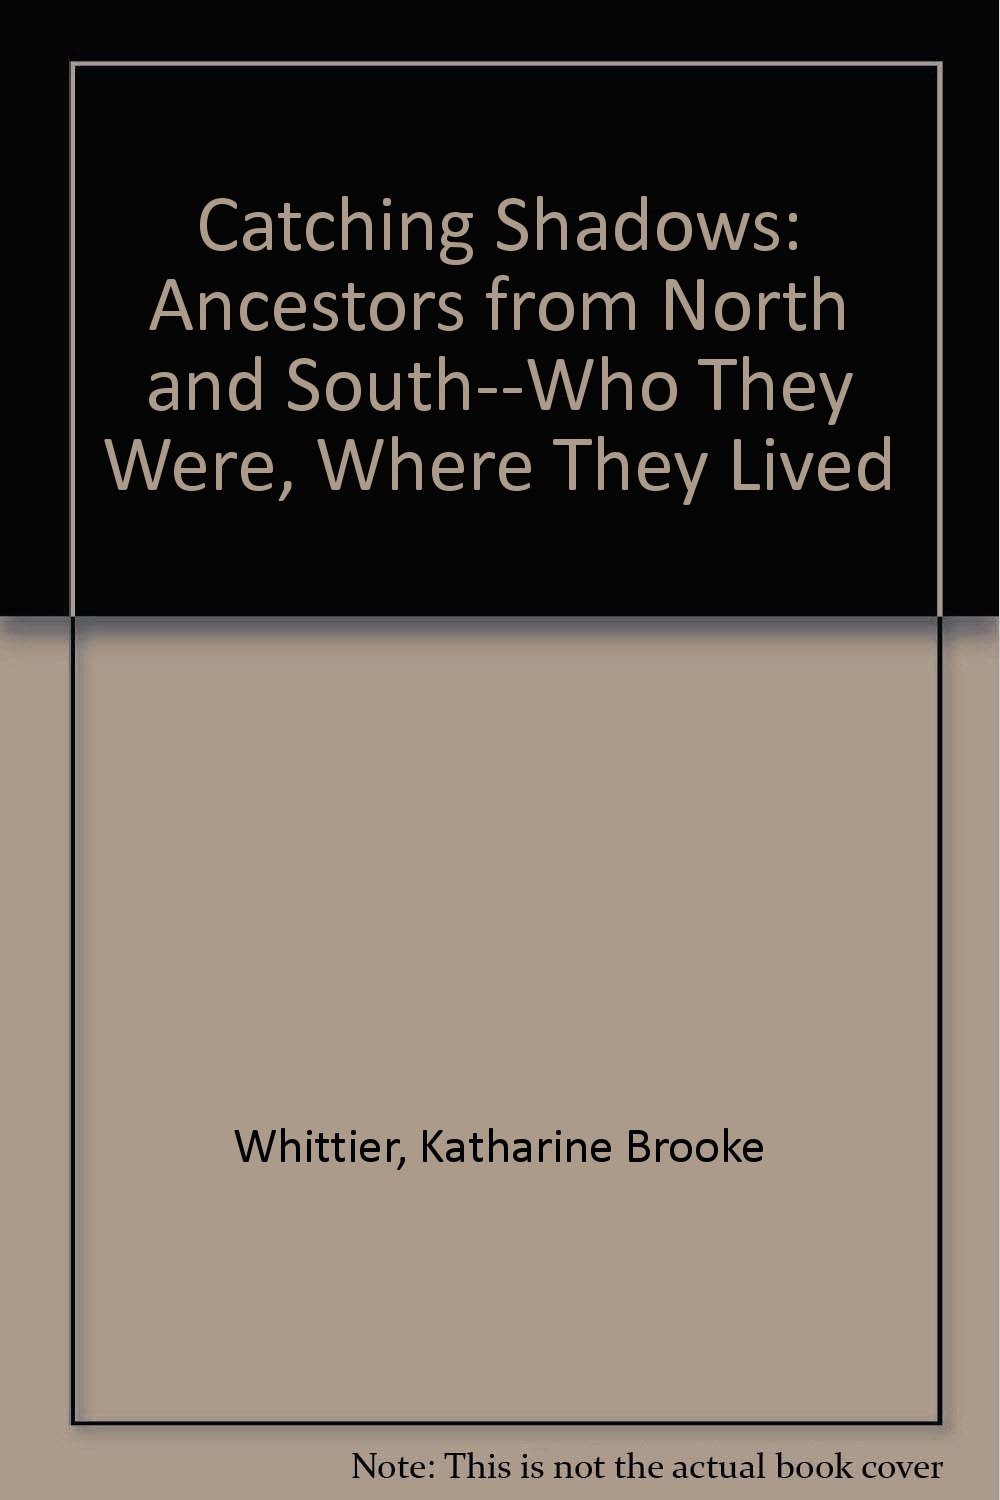 Catching Shadows:
Ancestors from North
and South--Who They
Were, Where They Lived
Whittier, Katharine Brooke
Note: This is not the actual book cover